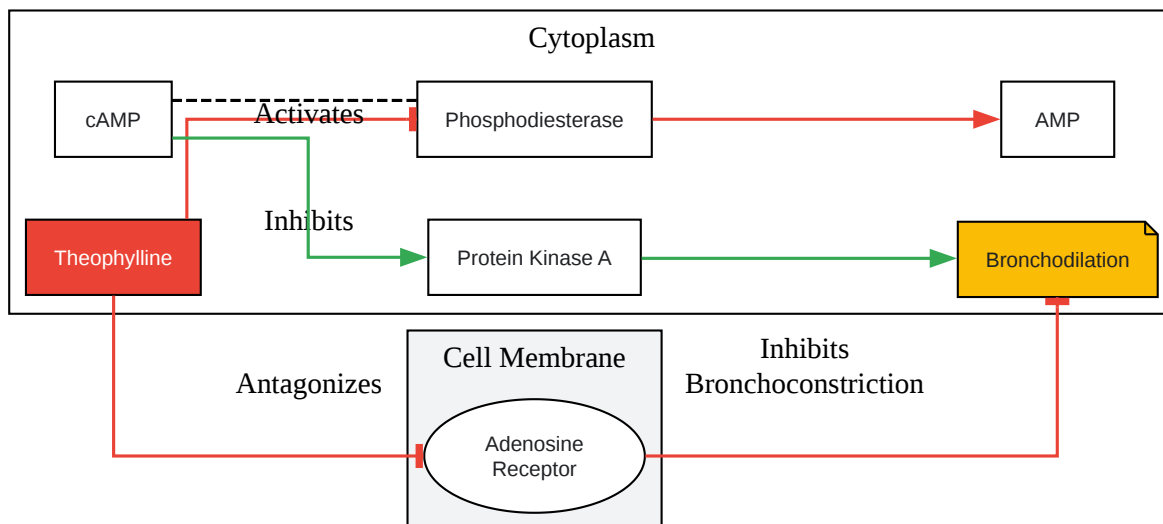 Cytoplasm
cAMP
Activates
Phosphodiesterase
AMP
Inhibits
Theophylline
Protein Kinase A
Bronchodilation
Cell Membrane
Inhibits
Bronchoconstriction
Antagonizes
Adenosine
Receptor